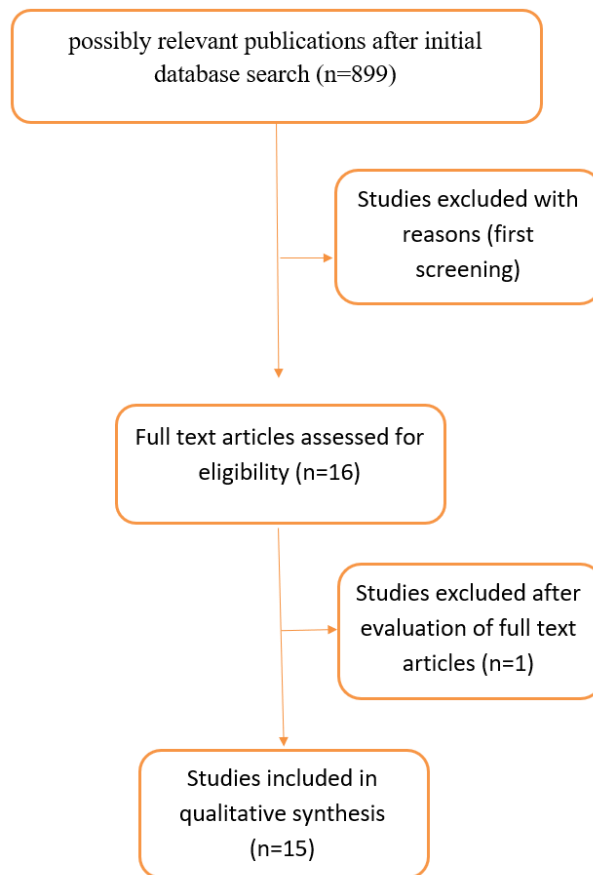 possibly relevant publications after initial
database search (n=899)
Studies excluded with
reasons (first
screening)
Full text articles assessed for
eligibility (n=16)
Studies excluded after
evaluation of full text
articles (n=1)
Studies included in
qualitative synthesis
(n=15)